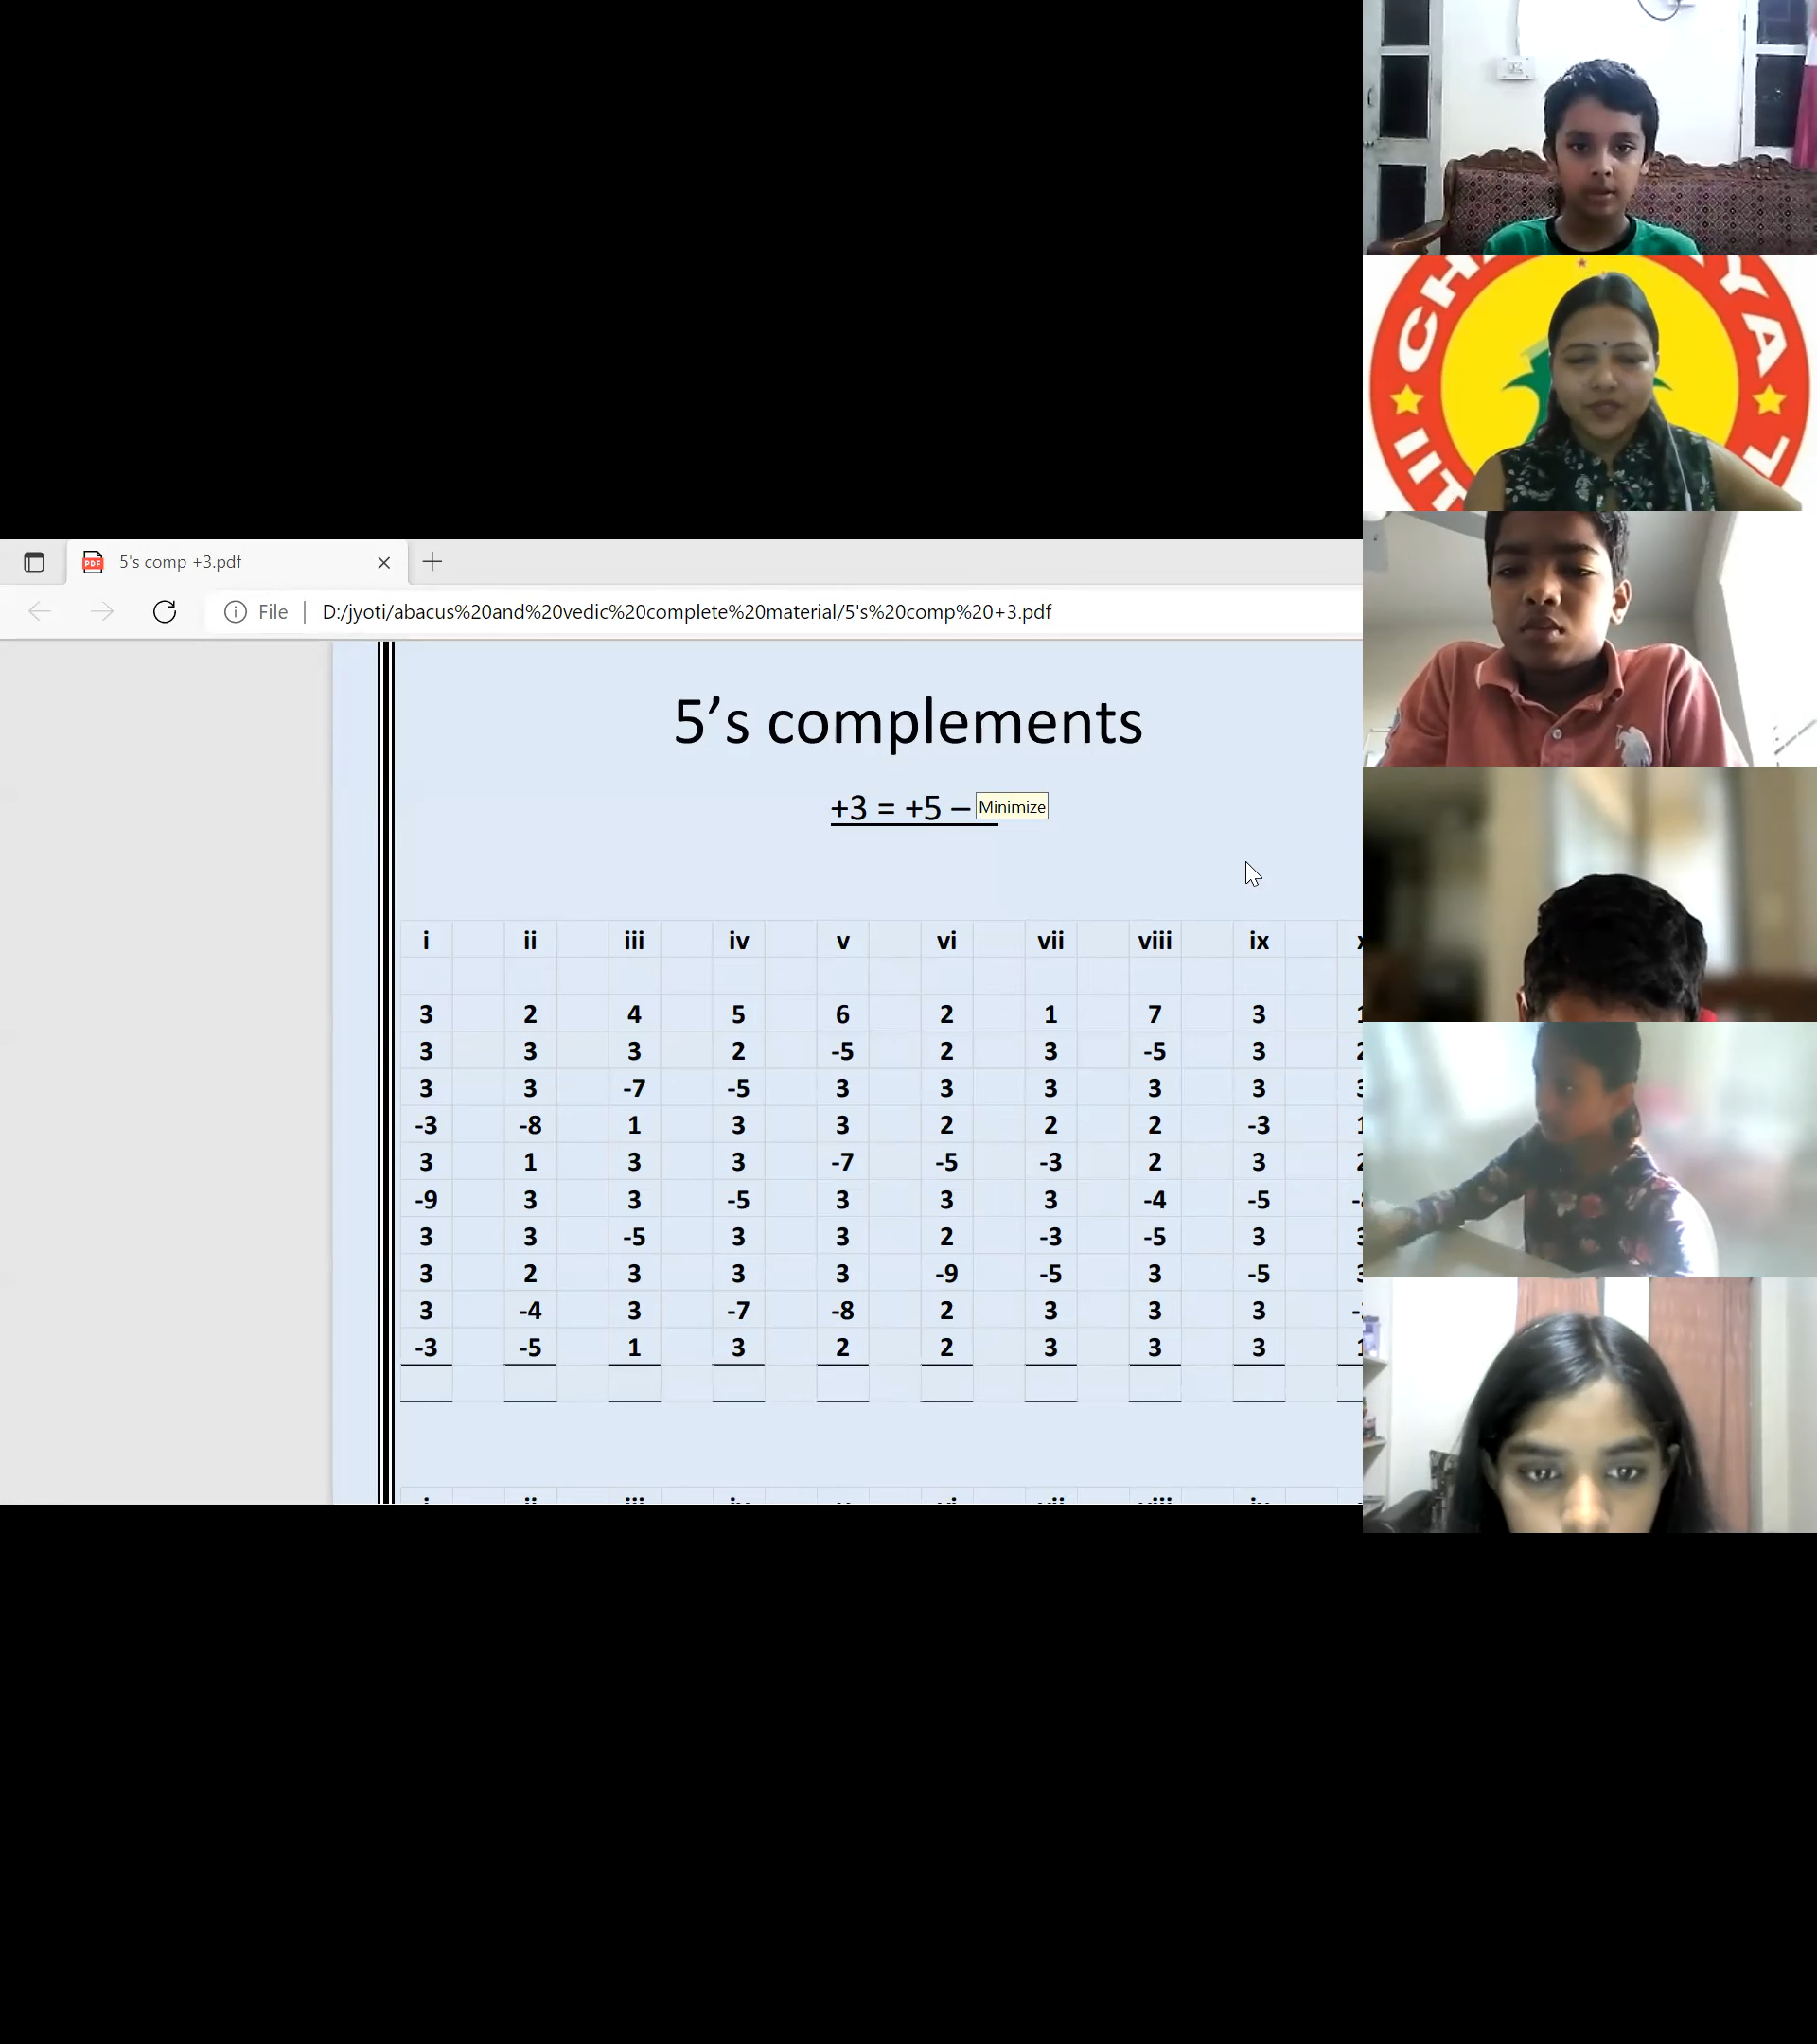 5's comp +3.pdf
File D:/jyoti/abacus%20and%20vedic%20complete%20material/5's%20comp%20+3.pdf
5’s complements
+3 = +5 – Minimize
i ii iii iv v vi vii viii ix
3 2 4 5 6 2 1 7 3
3 3 3 2 -5 2 3 -5 3
3 3 -7 -5 3 3 3 3 3
-3 -8 1 3 3 2 2 2 -3
3 1 3 3 -7 -5 -3 2 3
-9 3 3 -5 3 3 3 -4 -5
3 3 -5 3 3 2 -3 -5 3
3 2 3 3 3 -9 -5 3 -5
3 -4 3 -7 -8 2 3 3 3
-3 -5 1 3 2 2 3 3 3